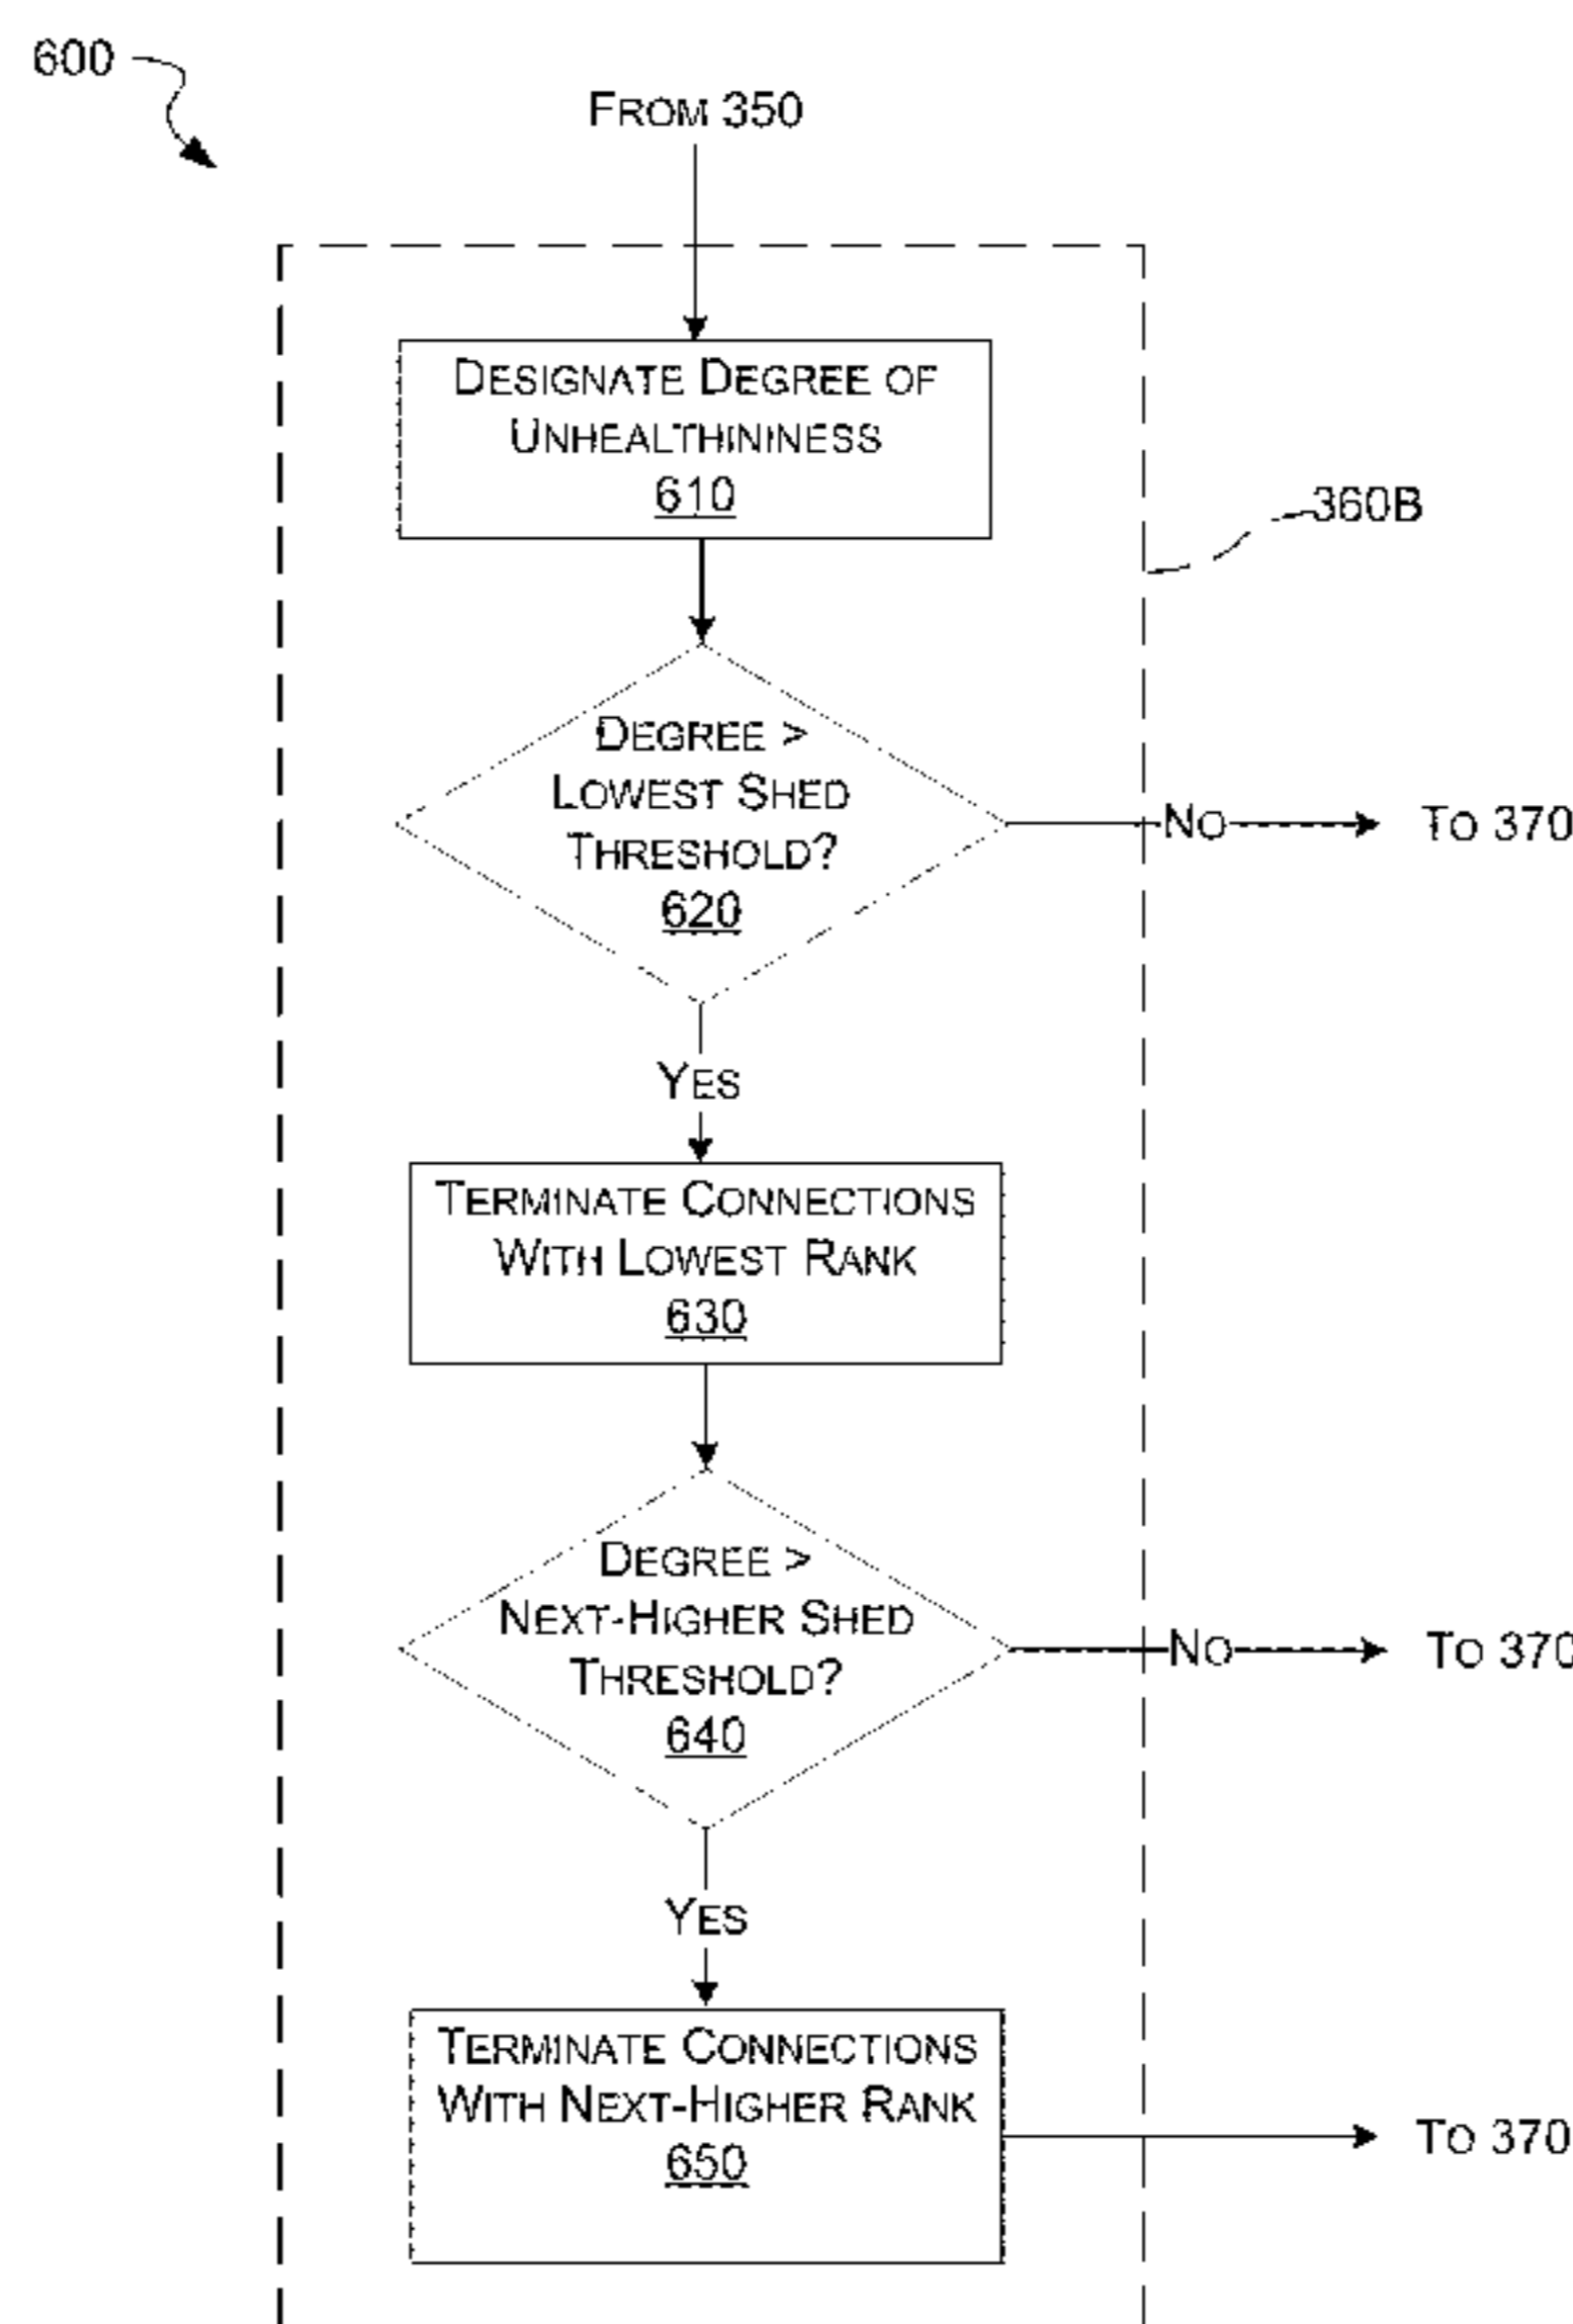 600
FROM 350
DESIGNATE DEGREE OF
UNHEALTHININESS
610
360B
DEGREE >
LOWEST SHED
THRESHOLD?
620
NO
TO 370
YES
TERMINATE CONNECTIONS
WITH LOWEST RANK
630
DEGREE >
NEXT-HIGHER SHED
THRESHOLD?
640
NO
TO 370
YES
TERMINATE CONNECTIONS
WITH NEXT-HIGHER RANK
650
TO 370